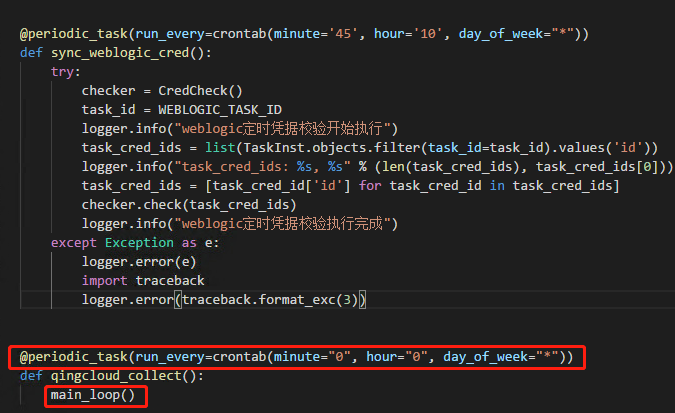 @periodic_task(run_every=crontab(minute='45', hour='10', day_of_week="*"))
def sync_weblogic_cred():
    try:
        checker = CredCheck()
        task_id = WEBLOGIC_TASK_ID
        logger.info("weblogic定时凭据校验开始执行")
        task_cred_ids = list(TaskInst.objects.filter(task_id=task_id).values('id'))
        logger.info("task_cred_ids: %s, %s" % (len(task_cred_ids), task_cred_ids[0]))
        task_cred_ids = [task_cred_id['id'] for task_cred_id in task_cred_ids]
        checker.check(task_cred_ids)
        logger.info("weblogic定时凭据校验执行完成")
    except Exception as e:
        logger.error(e)
        import traceback
        logger.error(traceback.format_exc(3))
@periodic_task(run_every=crontab(minute="0", hour="0", day_of_week="*"))
def qingcloud_collect():
    main_loop()